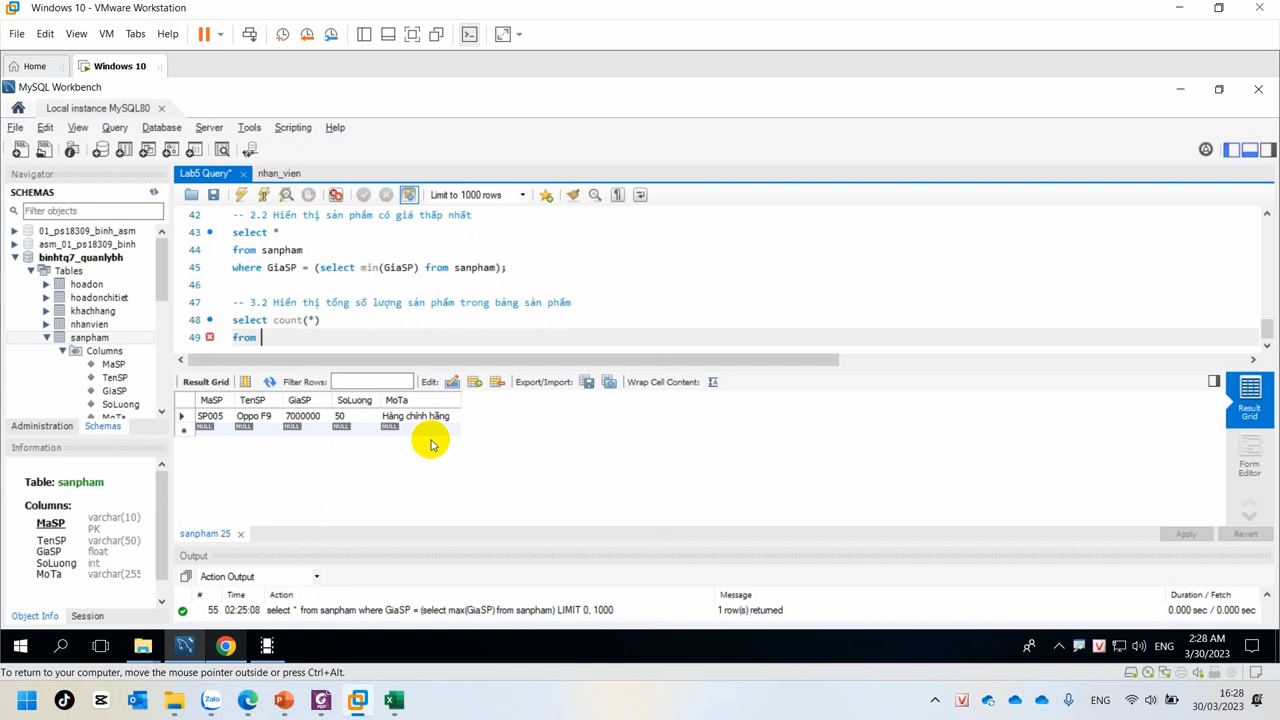 Windows 10 - VMware Workstation
File Edit View VM Tabs Help
Home Windows 10
MySQL Workbench
Local instance MySQL80
File Edit View Query Database Server Tools Scripting Help
Navigator
SCHEMAS
Filter objects
01_ps18309_binh_asm
asm_01_ps18309_binh
binhtq7_quanlybh
Tables
hoadon
hoadonchitiet
khachhang
nhanvien
sanpham
Columns
MaSP
TenSP
GiaSP
SoLuong
MoTa
Administration Schemas
Information
Table: sanpham
Columns:
MaSP varchar(10) PK
TenSP varchar(50)
GiaSP float
SoLuong int
MoTa varchar(255
Object Info Session
Lab5 Query* nhan_vien
Limit to 1000 rows
42 -- 2.2 Hiển thị sản phẩm có giá thấp nhất
43 select *
44 from sanpham
45 where GiaSP = (select min(GiaSP) from sanpham);
46
47 -- 3.2 Hiển thị tổng số lượng sản phẩm trong bảng sản phẩm
48 select count(*)
49 from
Result Grid Filter Rows: Edit: Export/Import: Wrap Cell Content:
MaSP TenSP GiaSP SoLuong MoTa
SP005 Oppo F9 7000000 50 Hàng chính hãng
NULL NULL NULL NULL NULL
Result Grid
Form Editor
sanpham 25 Apply Revert
Output
Action Output
# Time Action Message Duration / Fetch
55 02:25:08 select * from sanpham where GiaSP = (select max(GiaSP) from sanpham) LIMIT 0, 1000 1 row(s) returned 0.000 sec / 0.000 sec
ENG 2:28 AM
3/30/2023
To return to your computer, move the mouse pointer outside or press Ctrl+Alt.
Zalo ENG 16:28
30/03/2023